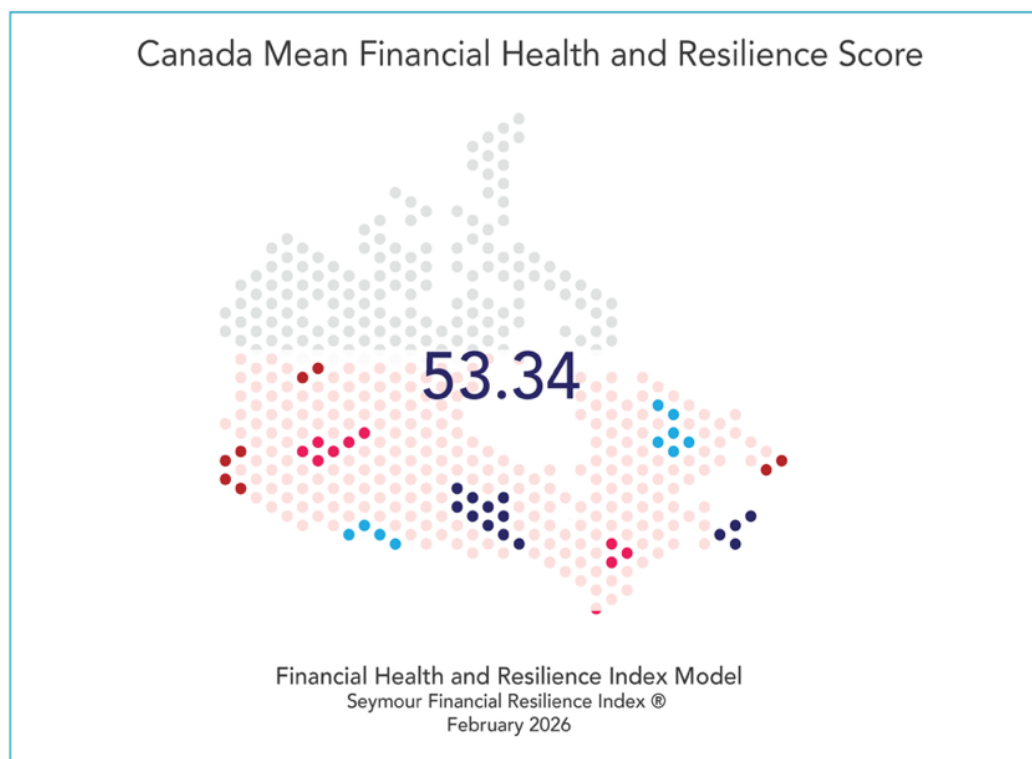 Canada Mean Financial Health and Resilience Score
53.34
Financial Health and Resilience Index Model
Seymour Financial Resilience Index ®
February 2026